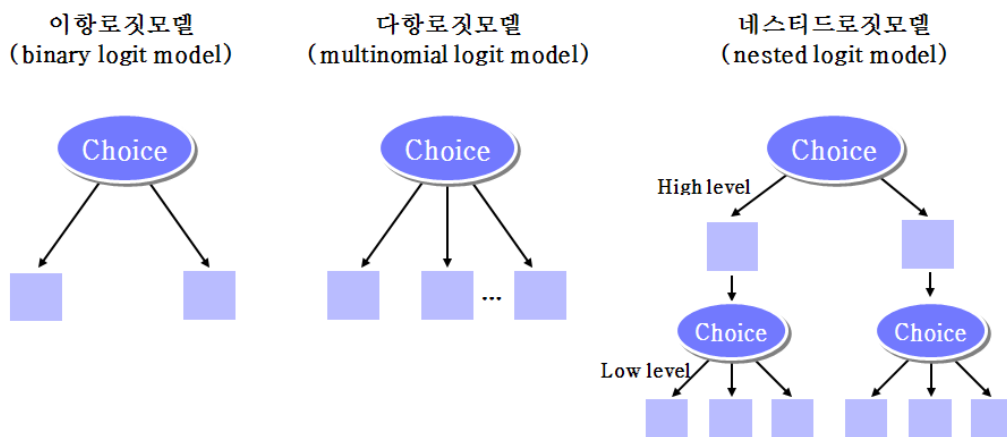 이항로짓모델
(binary logit model)
다항로짓모델
(multinomial logit model)
네스티드로짓모델
(nested logit model)
Choice
Choice
Choice
High level
...
Choice
Choice
Low level